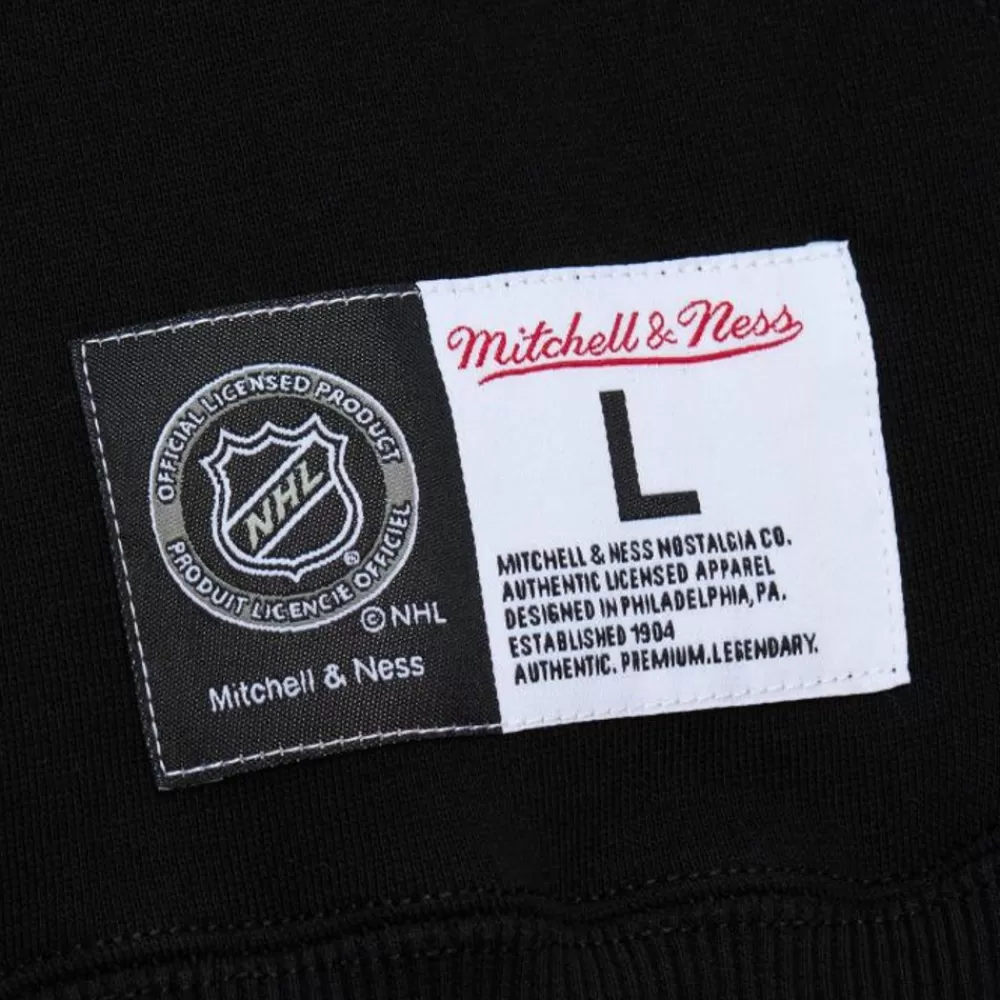 OFFICIAL LICENSED PRODUCT
NHL
®
PRODUIT LICENCIE OFFICIEL
© NHL
Mitchell & Ness
Mitchell & Ness
L
MITCHELL & NESS NOSTALGIA CO.
AUTHENTIC LICENSED APPAREL
DESIGNED IN PHILADELPHIA, PA.
ESTABLISHED 1904
AUTHENTIC. PREMIUM. LEGENDARY.